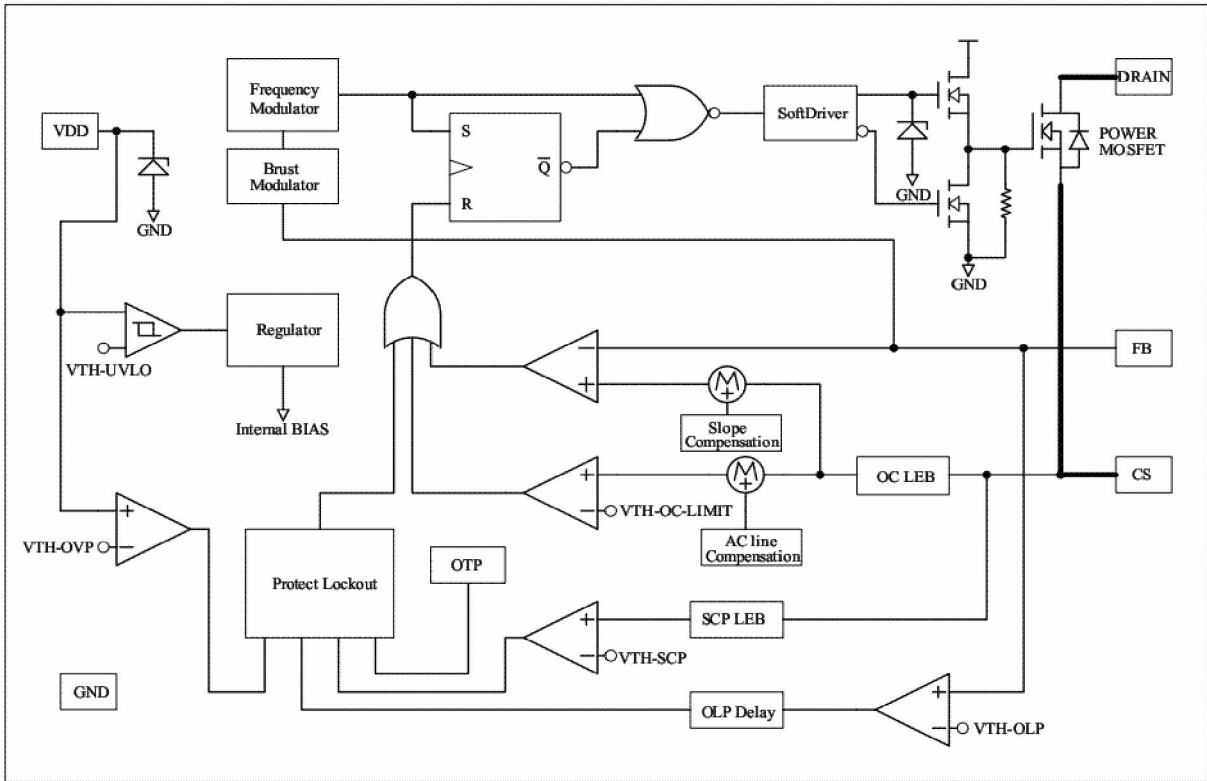 Frequency
Modulator
DRAIN
VDD
S
SoftDriver
POWER
MOSFET
Brust
Modulator
Q
GND
R
GND
GND
Regulator
VTH-UVLO
−
FB
+
Internal BIAS
Slope
Compensation
+
OC LEB
CS
+
VTH-OVP
−
−
VTH-OC-LIMIT
AC line
Compensation
Protect Lockout
OTP
+
SCP LEB
−
VTH-SCP
GND
OLP Delay
+
−
VTH-OLP